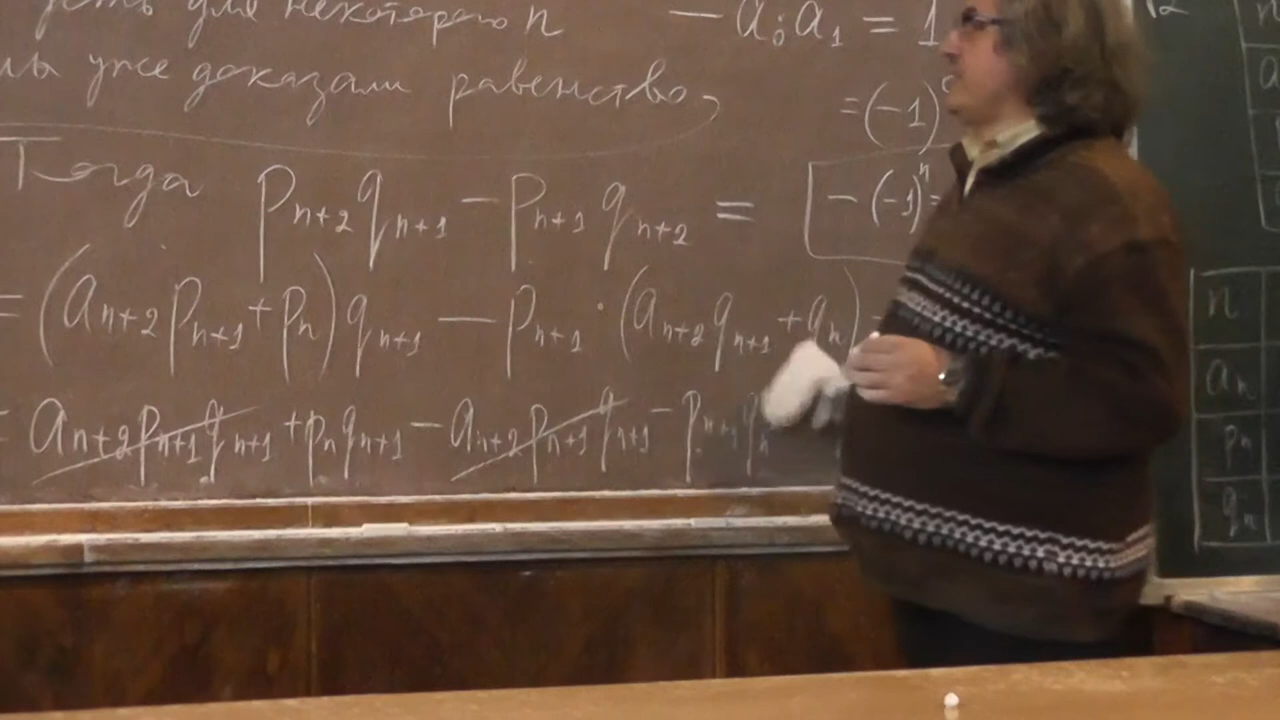 для некоторого n
− a₀a₁ = 1
мы уже доказали равенство,
= (−1)
Тогда pₙ₊₂qₙ₊₁ − pₙ₊₁qₙ₊₂ =
− (−1)ⁿ =
= (aₙ₊₂pₙ₊₁ + pₙ)qₙ₊₁ − pₙ₊₁ · (aₙ₊₂qₙ₊₁ + qₙ) =
= aₙ₊₂pₙ₊₁qₙ₊₁ + pₙqₙ₊₁ − aₙ₊₂pₙ₊₁qₙ₊₁ − pₙ₊₁qₙ
n
aₙ
pₙ
qₙ